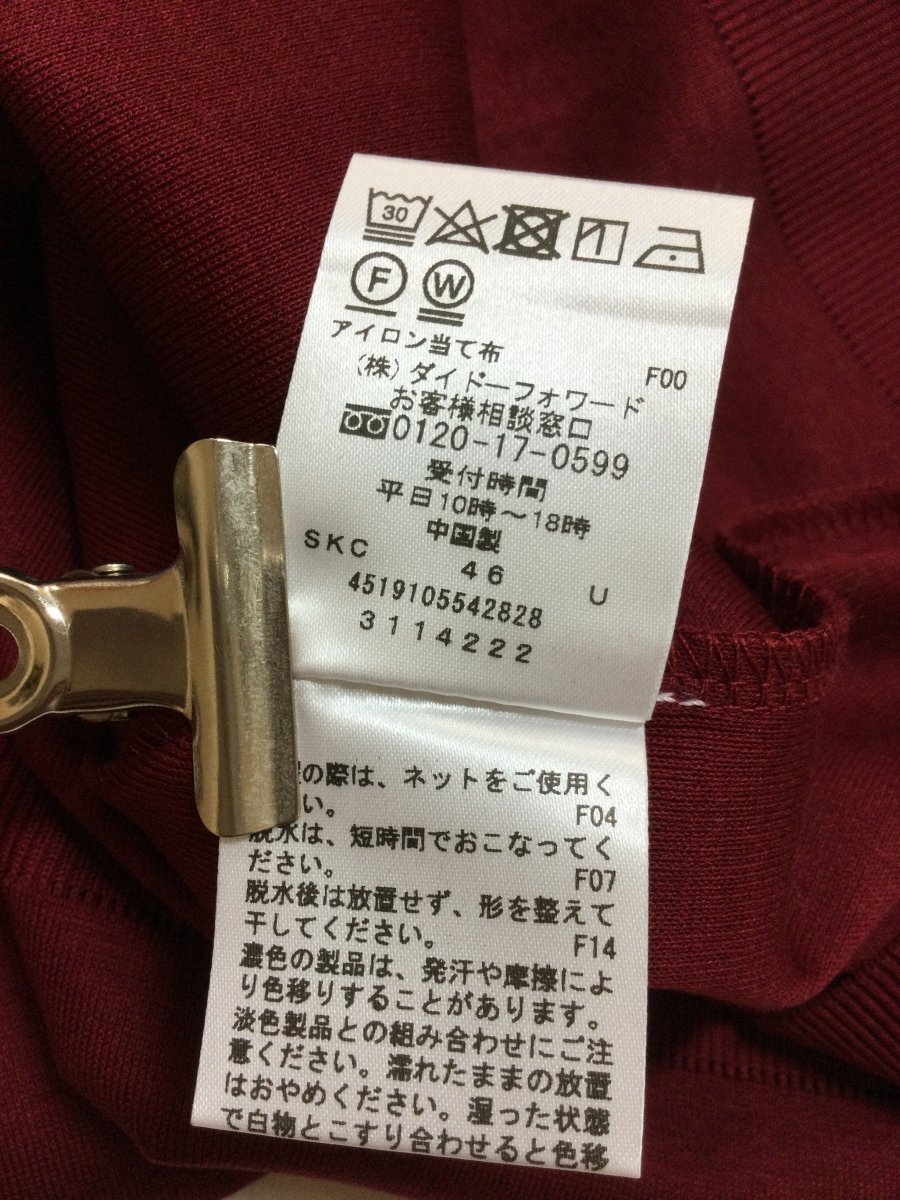 30
F W
アイロン当て布
F00
(株)ダイドーフォワード
お客様相談窓口
0120-17-0599
受付時間
平日10時～18時
中国製
SKC 46 U
4519105542828
3114222
の際は、ネットをご使用く
い。 F04
脱水は、短時間でおこなってく
ださい。 F07
脱水後は放置せず、形を整えて
干してください。 F14
濃色の製品は、発汗や摩擦によ
り色移りすることがあります。
淡色製品との組み合わせにご注
意ください。濡れたままの放置
はおやめください。湿った状態
で白物とこすり合わせると色移